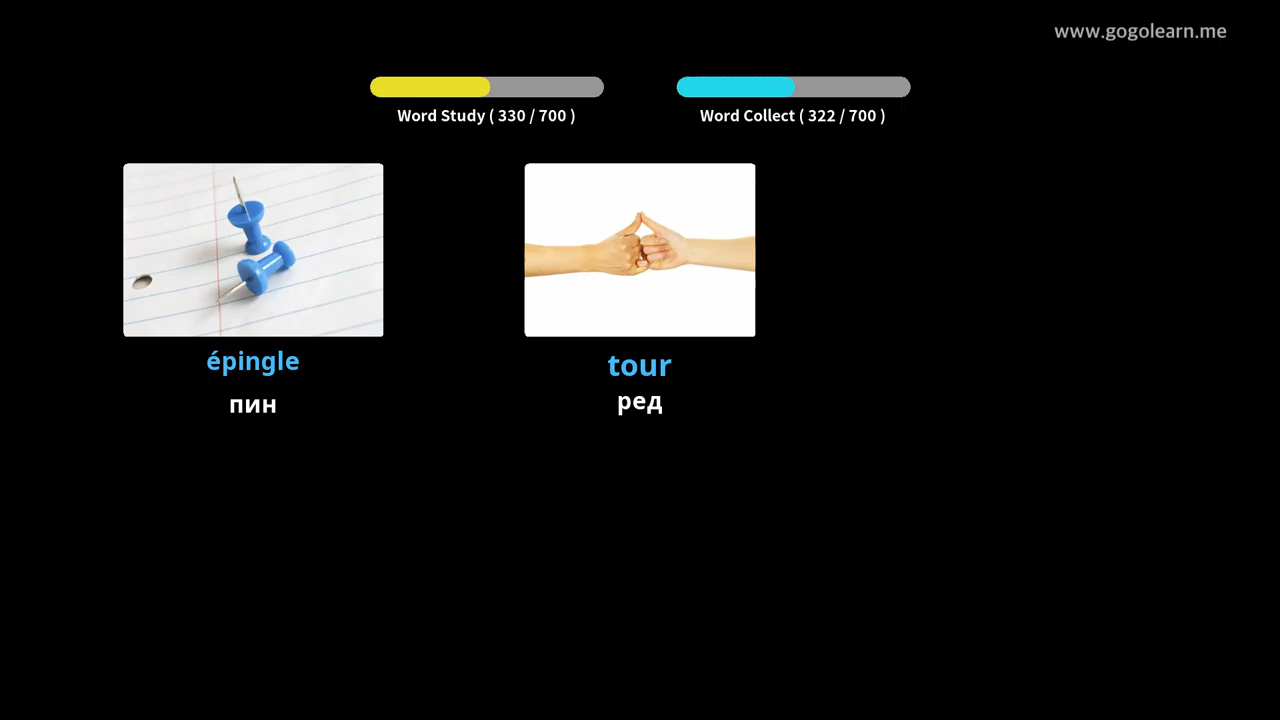 www.gogolearn.me
Word Study ( 330 / 700 )
Word Collect ( 322 / 700 )
épingle
пин
tour
ред